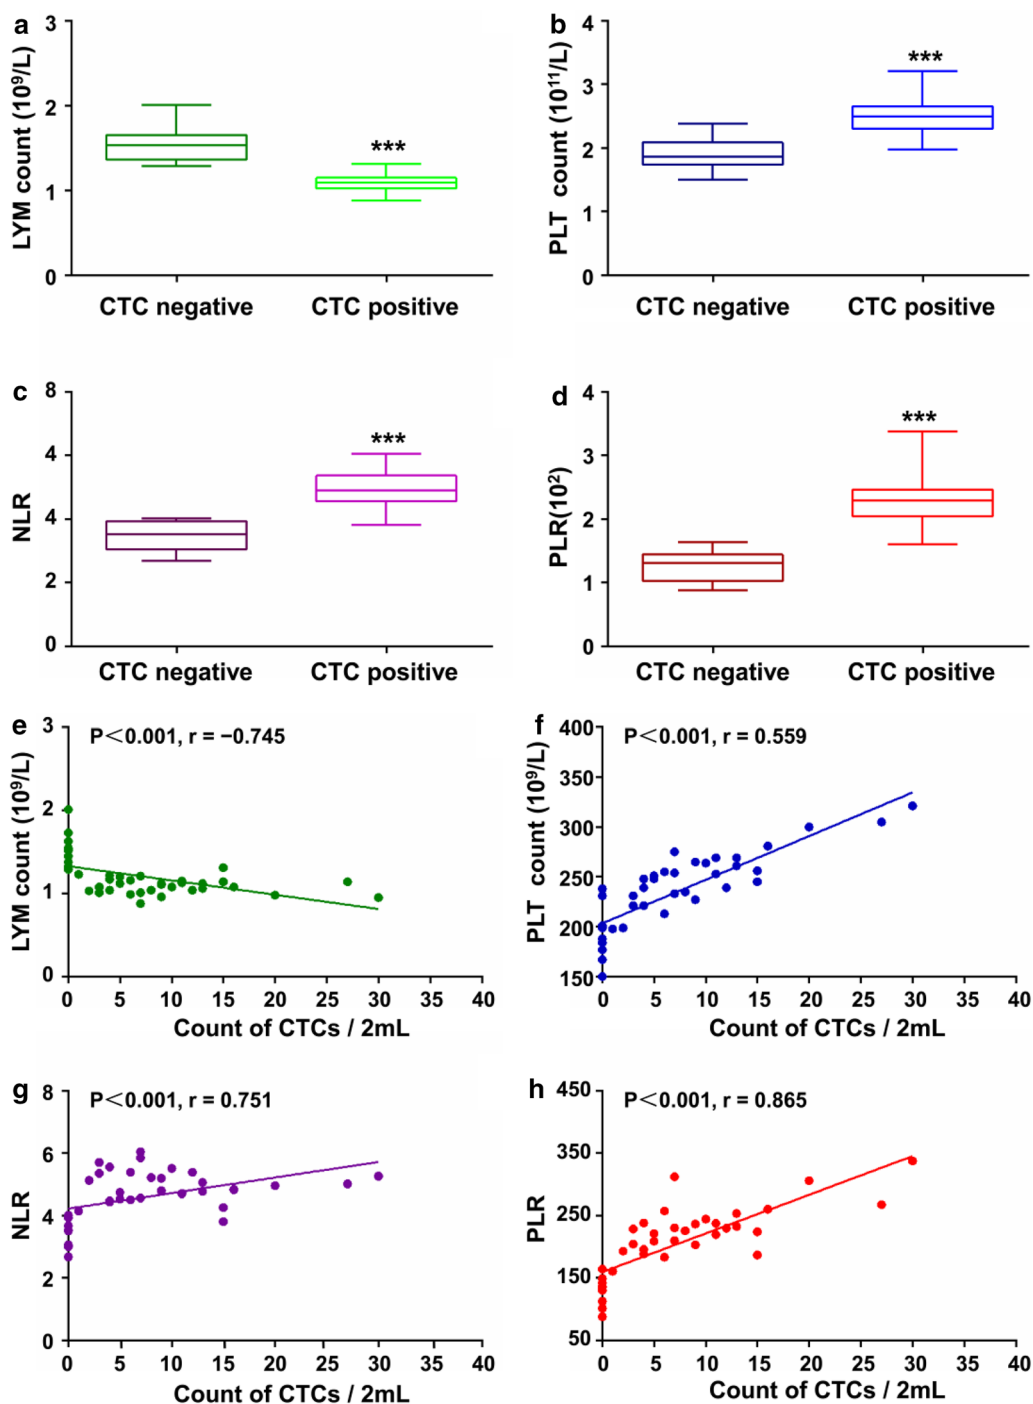 a
LYM count (10⁹/L)
3
2
1
0
***
CTC negative CTC positive
b
PLT count (10¹¹/L)
4
3
2
1
0
***
CTC negative CTC positive
c
NLR
8
4
4
2
0
***
CTC negative CTC positive
d
PLR(10²)
4
3
2
1
0
***
CTC negative CTC positive
e
LYM count (10⁹/L)
3
2
1
0
P<0.001, r = −0.745
0 5 10 15 20 25 30 35 40
Count of CTCs / 2mL
f
PLT count (10⁹/L)
400
350
300
250
200
150
P<0.001, r = 0.559
0 5 10 15 20 25 30 35 40
Count of CTCs / 2mL
g
NLR
8
6
4
2
0
P<0.001, r = 0.751
0 5 10 15 20 25 30 35 40
Count of CTCs / 2mL
h
PLR
450
350
250
150
50
P<0.001, r = 0.865
0 5 10 15 20 25 30 35 40
Count of CTCs / 2mL